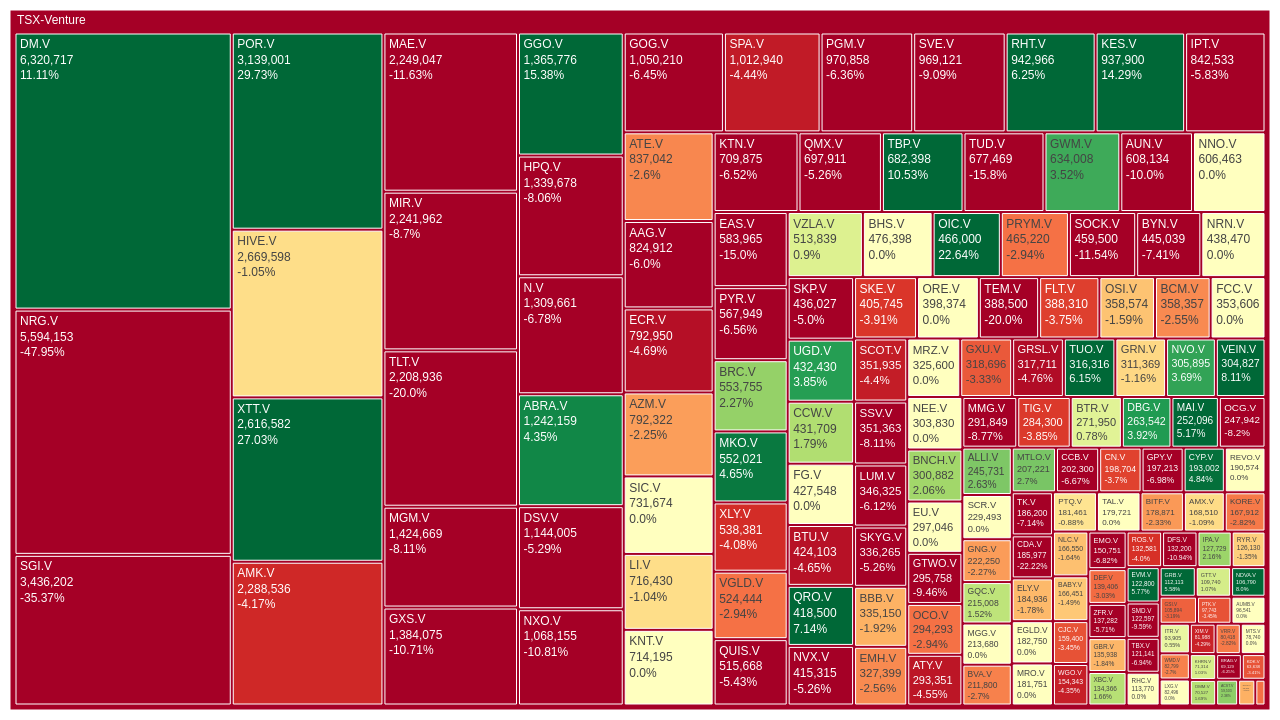 TSX-Venture
DM.V
6,320,717
11.11%
NRG.V
5,594,153
-47.95%
SGI.V
3,436,202
-35.37%
POR.V
3,139,001
29.73%
HIVE.V
2,669,598
-1.05%
XTT.V
2,616,582
27.03%
AMK.V
2,288,536
-4.17%
MAE.V
2,249,047
-11.63%
MIR.V
2,241,962
-8.7%
TLT.V
2,208,936
-20.0%
MGM.V
1,424,669
-8.11%
GXS.V
1,384,075
-10.71%
GGO.V
1,365,776
15.38%
HPQ.V
1,339,678
-8.06%
N.V
1,309,661
-6.78%
ABRA.V
1,242,159
4.35%
DSV.V
1,144,005
-5.29%
NXO.V
1,068,155
-10.81%
GOG.V
1,050,210
-6.45%
SPA.V
1,012,940
-4.44%
PGM.V
970,858
-6.36%
SVE.V
969,121
-9.09%
RHT.V
942,966
6.25%
KES.V
937,900
14.29%
IPT.V
842,533
-5.83%
ATE.V
837,042
-2.6%
AAG.V
824,912
-6.0%
ECR.V
792,950
-4.69%
AZM.V
792,322
-2.25%
SIC.V
731,674
0.0%
LI.V
716,430
-1.04%
KNT.V
714,195
0.0%
KTN.V
709,875
-6.52%
QMX.V
697,911
-5.26%
TBP.V
682,398
10.53%
TUD.V
677,469
-15.8%
GWM.V
634,008
3.52%
AUN.V
608,134
-10.0%
NNO.V
606,463
0.0%
EAS.V
583,965
-15.0%
PYR.V
567,949
-6.56%
BRC.V
553,755
2.27%
MKO.V
552,021
4.65%
XLY.V
538,381
-4.08%
VGLD.V
524,444
-2.94%
QUIS.V
515,668
-5.43%
VZLA.V
513,839
0.9%
BHS.V
476,398
0.0%
OIC.V
466,000
22.64%
PRYM.V
465,220
-2.94%
SOCK.V
459,500
-11.54%
BYN.V
445,039
-7.41%
NRN.V
438,470
0.0%
SKP.V
436,027
-5.0%
UGD.V
432,430
3.85%
CCW.V
431,709
1.79%
FG.V
427,548
0.0%
BTU.V
424,103
-4.65%
QRO.V
418,500
7.14%
NVX.V
415,315
-5.26%
SKE.V
405,745
-3.91%
ORE.V
398,374
0.0%
TEM.V
388,500
-20.0%
FLT.V
388,310
-3.75%
OSI.V
358,574
-1.59%
BCM.V
358,357
-2.55%
FCC.V
353,606
0.0%
SCOT.V
351,935
-4.4%
SSV.V
351,363
-8.11%
LUM.V
346,325
-6.12%
SKYG.V
336,265
-5.26%
BBB.V
335,150
-1.92%
EMH.V
327,399
-2.56%
MRZ.V
325,600
0.0%
GXU.V
318,696
-3.33%
GRSL.V
317,711
-4.76%
TUO.V
316,316
6.15%
GRN.V
311,369
-1.16%
NVO.V
305,895
3.69%
VEIN.V
304,827
8.11%
NEE.V
303,830
0.0%
BNCH.V
300,882
2.06%
EU.V
297,046
0.0%
GTWO.V
295,758
-9.46%
OCO.V
294,293
-2.94%
ATY.V
293,351
-4.55%
MMG.V
291,849
-8.77%
TIG.V
284,300
-3.85%
BTR.V
271,950
0.78%
DBG.V
263,542
3.92%
MAI.V
252,096
5.17%
OCG.V
247,942
-8.2%
ALLI.V
245,731
2.63%
SCR.V
229,493
0.0%
GNG.V
222,250
-2.27%
GQC.V
215,008
1.52%
MGG.V
213,680
0.0%
BVA.V
211,800
-2.7%
MTLO.V
207,221
2.7%
CCB.V
202,300
-6.67%
CN.V
198,704
-3.7%
GPY.V
197,213
-6.98%
CYP.V
193,002
4.84%
REVO.V
190,574
0.0%
TK.V
186,200
-7.14%
CDA.V
185,977
-22.22%
ELY.V
184,936
-1.78%
EGLD.V
182,750
0.0%
MRO.V
181,751
0.0%
PTQ.V
181,461
-0.88%
TAL.V
179,721
0.0%
BITF.V
178,871
-2.33%
AMX.V
168,510
-1.09%
KORE.V
167,912
-2.82%
NLC.V
166,550
-1.64%
BABY.V
166,451
-1.49%
CJC.V
159,400
-3.45%
WGO.V
154,343
-4.35%
EMO.V
150,751
-6.82%
DEF.V
139,406
-3.03%
ZFR.V
137,282
-5.71%
GBR.V
135,938
-1.84%
XBC.V
134,366
1.66%
ROS.V
132,581
-4.0%
DFS.V
132,200
-10.94%
IPA.V
127,729
2.16%
RYR.V
126,130
-1.35%
EVM.V
122,800
5.77%
SMD.V
122,597
-9.59%
TBX.V
121,141
-6.94%
RHC.V
113,770
0.0%
GRB.V
112,113
5.58%
GTT.V
109,740
1.07%
NOVA.V
106,790
8.0%
PTK.V
97,743
-3.45%
AUMB.V
96,541
0.0%
ITR.V
93,905
0.55%
XIM.V
81,988
-4.29%
MTS.V
78,740
0.0%
LXG.V
0.0%